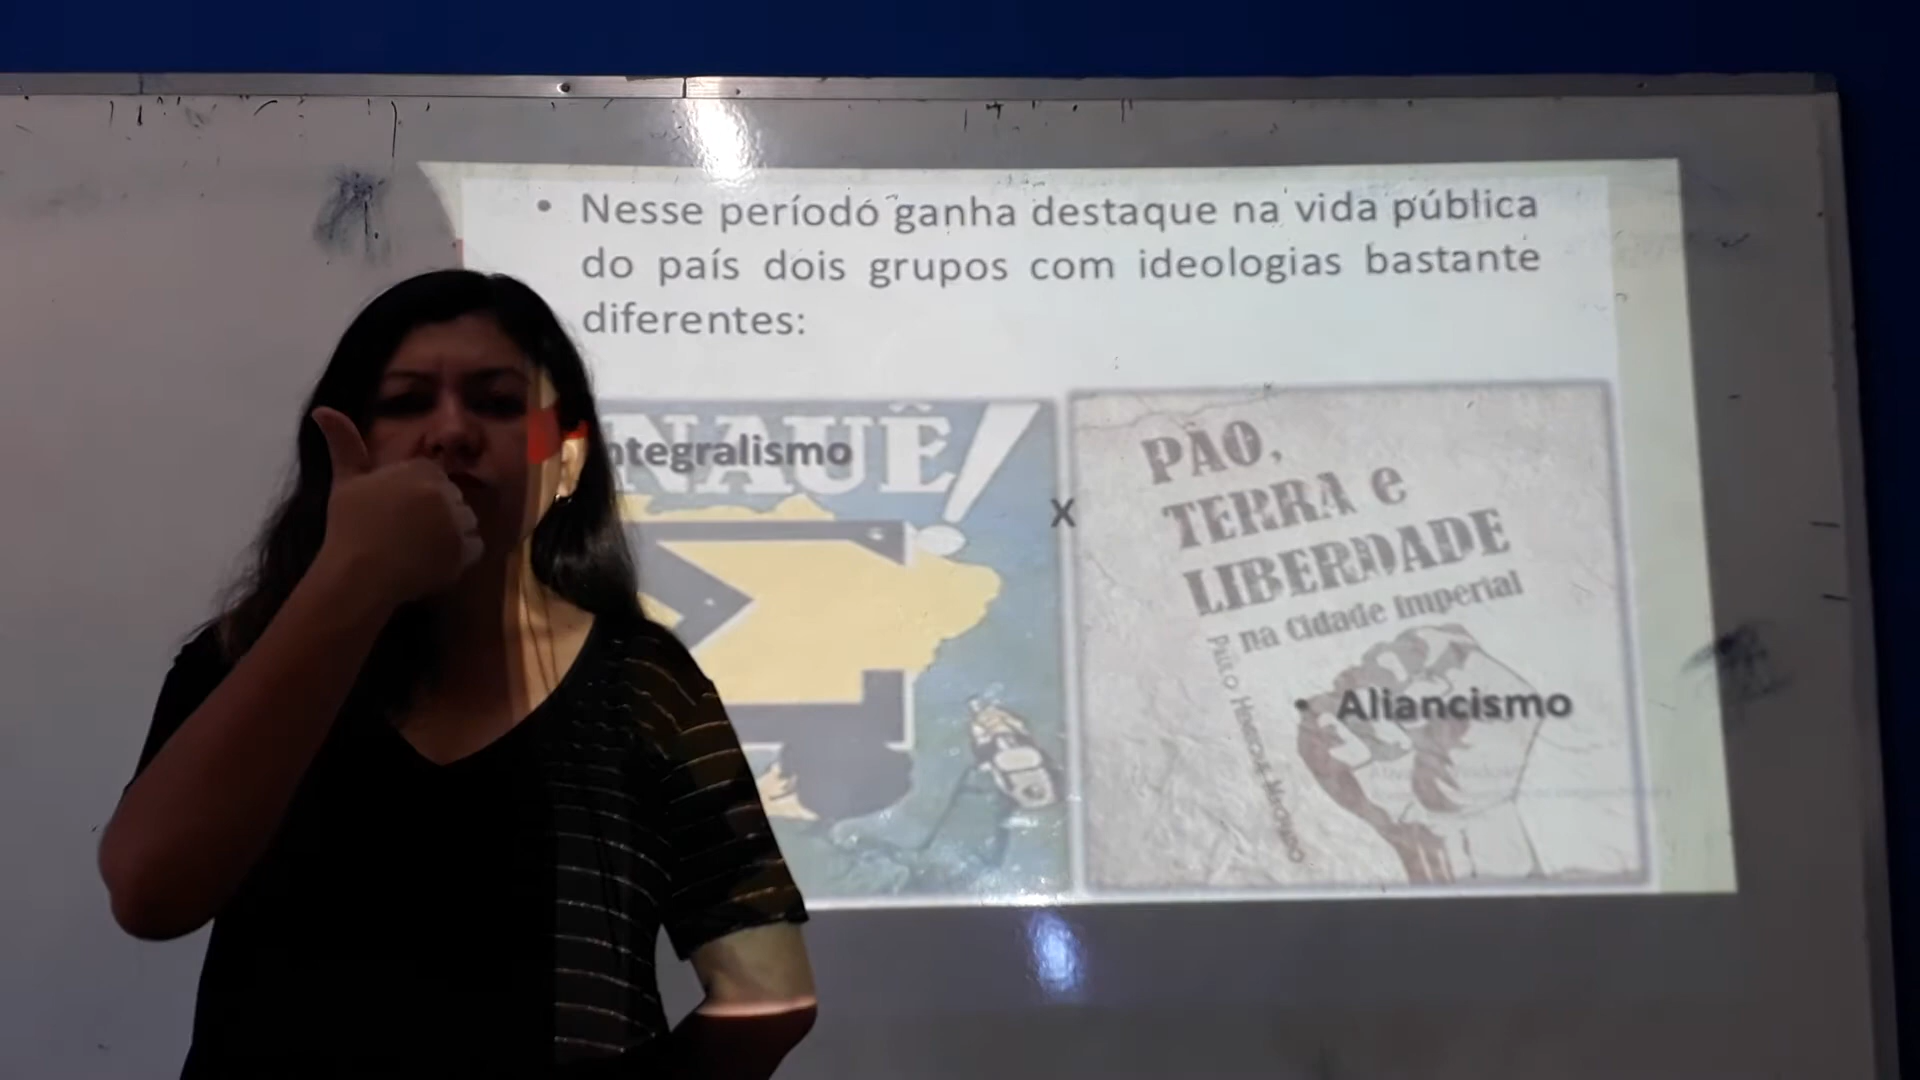 • Nesse período ganha destaque na vida pública
do país dois grupos com ideologias bastante
diferentes:
NAUÊ!
ntegralismo
X
PÃO,
TERRA e
LIBERDADE
na Cidade Imperial
• Aliancismo